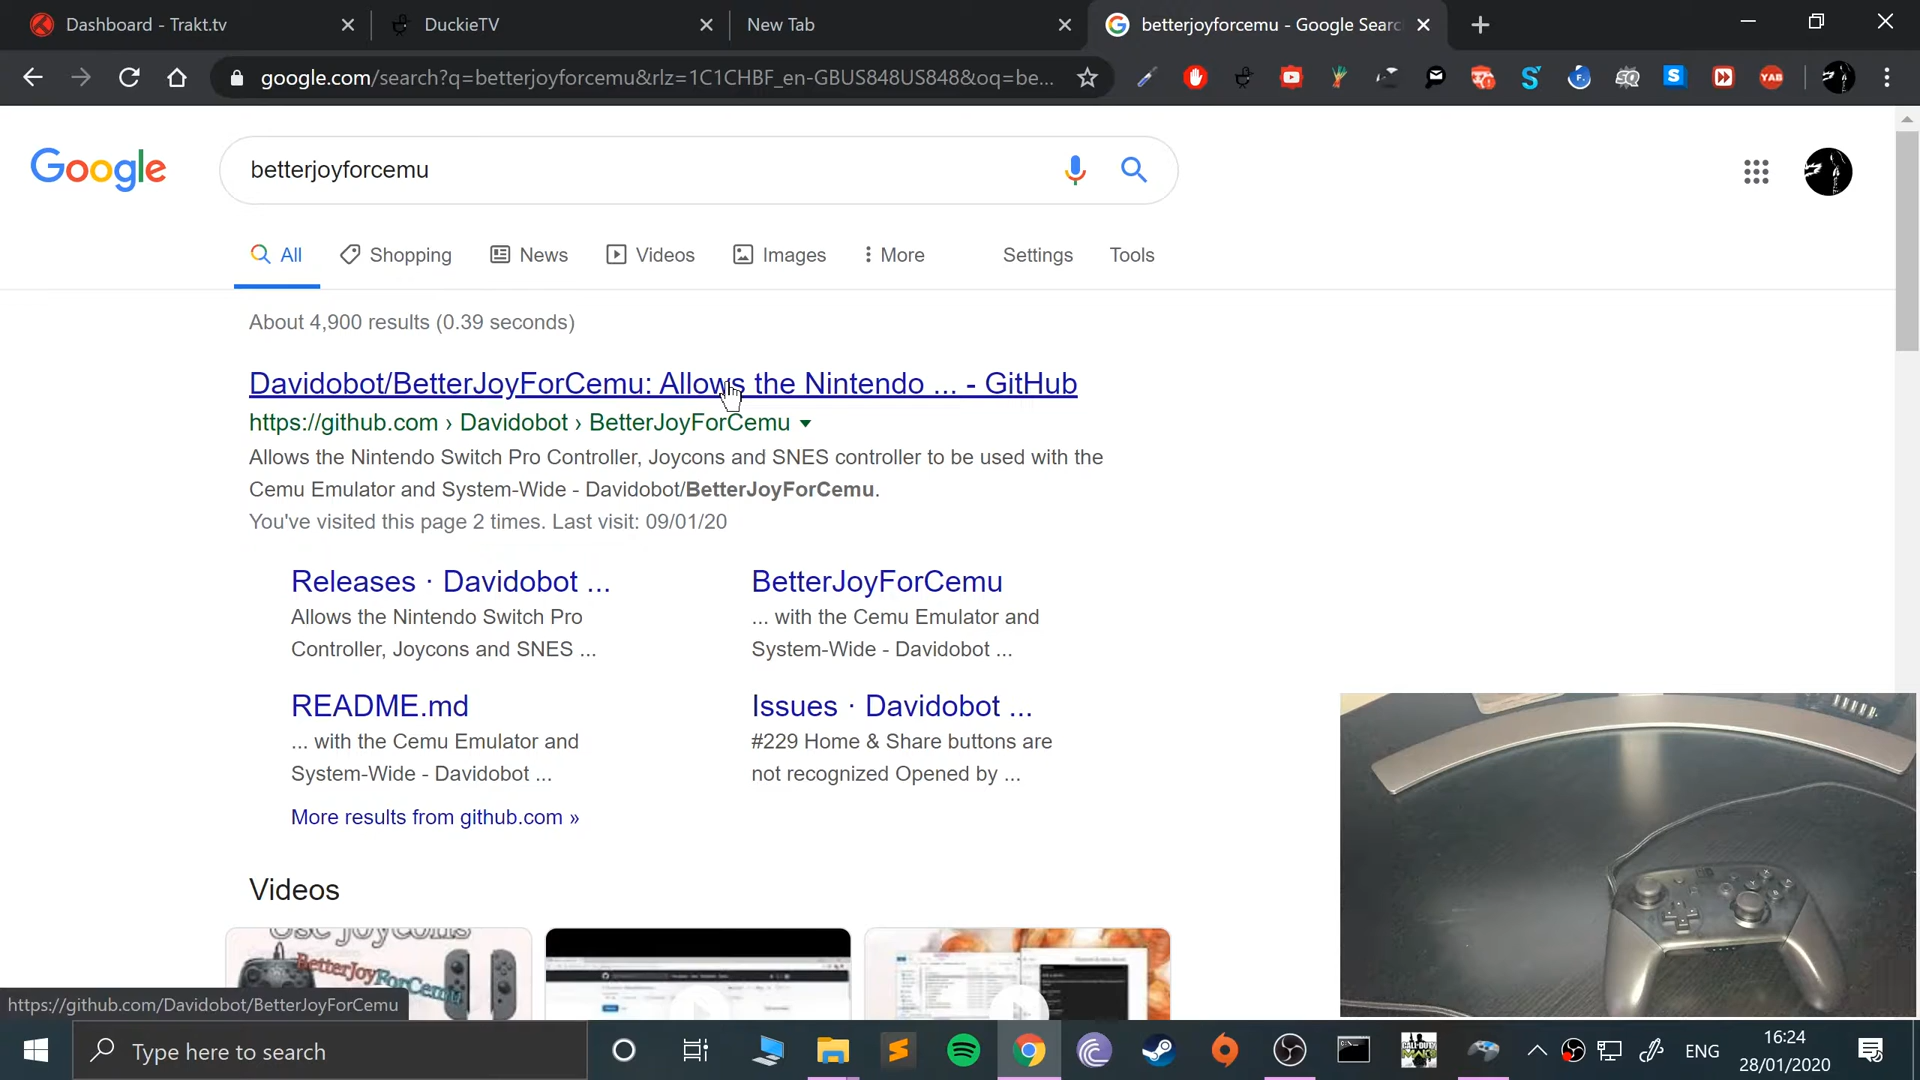 Dashboard - Trakt.tv
DuckieTV
New Tab
betterjoyforcemu - Google Searc
google.com/search?q=betterjoyforcemu&rlz=1C1CHBF_en-GBUS848US848&oq=be...
YAB
Google
betterjoyforcemu
All
Shopping
News
Videos
Images
More
Settings
Tools
About 4,900 results (0.39 seconds)
Davidobot/BetterJoyForCemu: Allows the Nintendo ... - GitHub
https://github.com › Davidobot › BetterJoyForCemu
Allows the Nintendo Switch Pro Controller, Joycons and SNES controller to be used with the
Cemu Emulator and System-Wide - Davidobot/BetterJoyForCemu.
You've visited this page 2 times. Last visit: 09/01/20
Releases · Davidobot ...
Allows the Nintendo Switch Pro
Controller, Joycons and SNES ...
BetterJoyForCemu
... with the Cemu Emulator and
System-Wide - Davidobot ...
README.md
... with the Cemu Emulator and
System-Wide - Davidobot ...
Issues · Davidobot ...
#229 Home & Share buttons are
not recognized Opened by ...
More results from github.com »
Videos
Use Joycons
BetterJoyForCemu
https://github.com/Davidobot/BetterJoyForCemu
Type here to search
ENG
16:24
28/01/2020